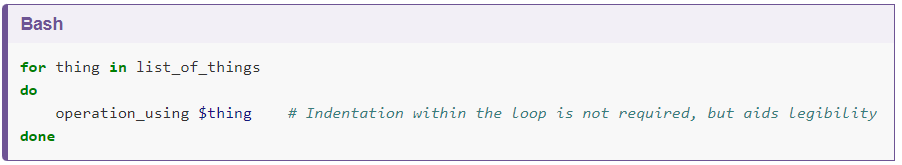 Bash
for thing in list_of_things
do
    operation_using $thing    # Indentation within the loop is not required, but aids legibility
done